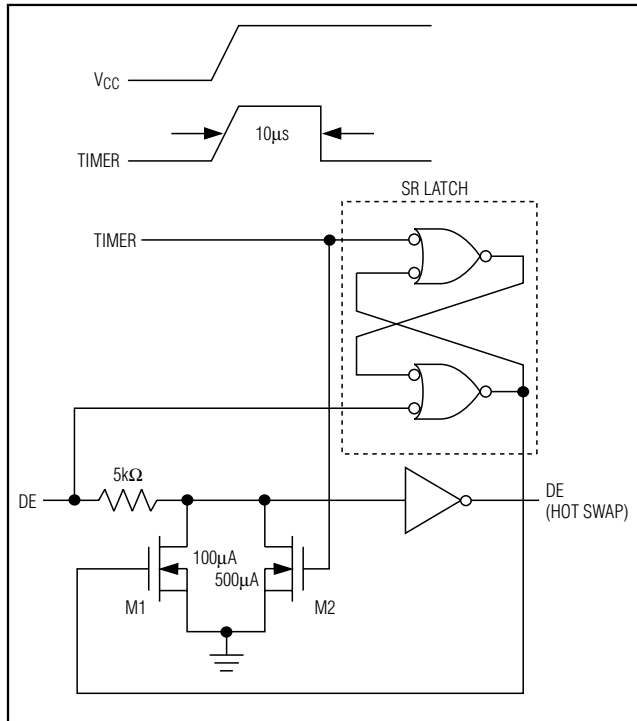 VCC
10µs
TIMER
SR LATCH
TIMER
5kΩ
DE
DE
(HOT SWAP)
100µA
500µA
M1
M2